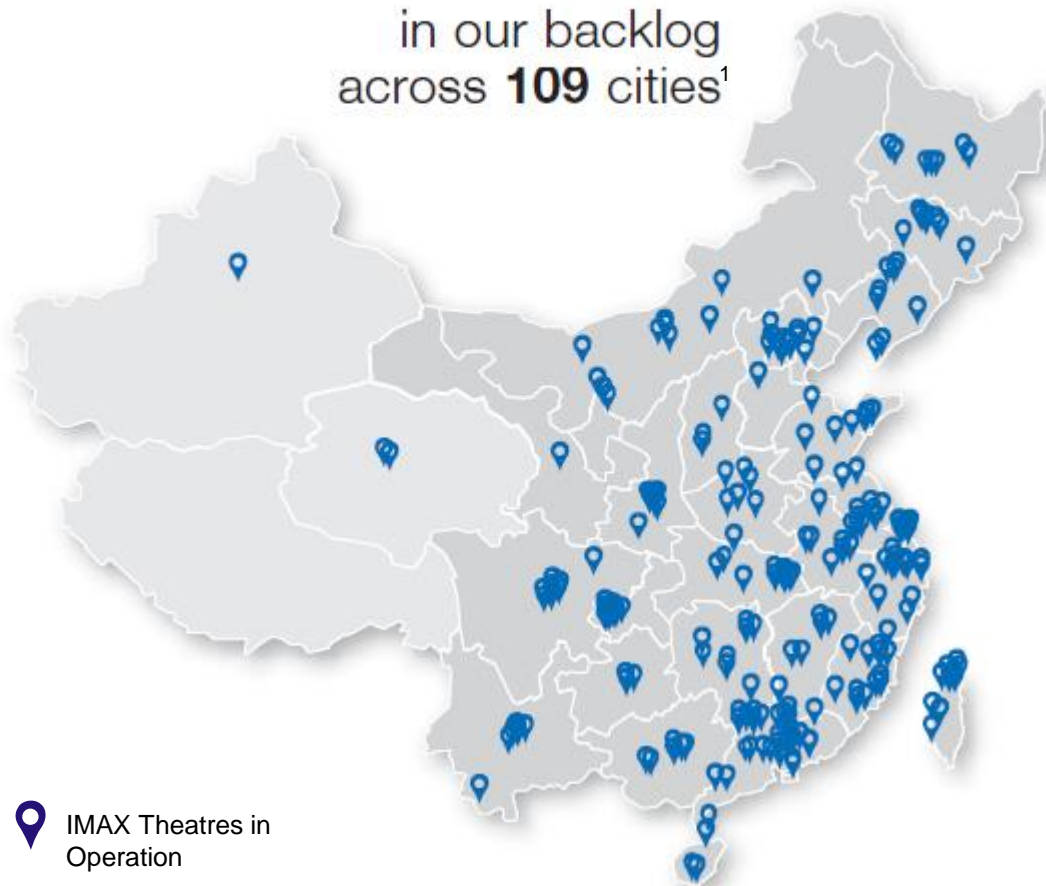 in our backlog
across 109 cities1
IMAX Theatres in
Operation